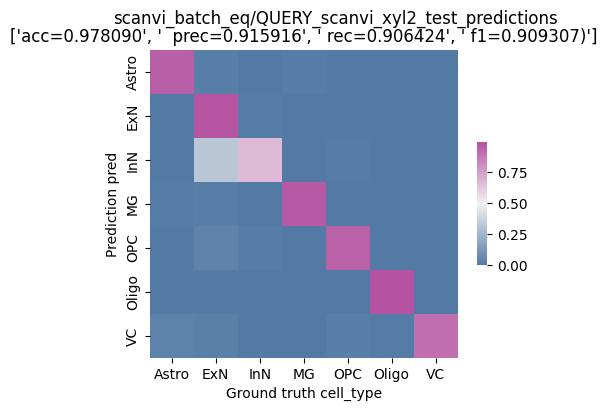 scanvi_batch_eq/QUERY_scanvi_xyl2_test_predictions
['acc=0.978090', '  prec=0.915916', ' rec=0.906424', ' f1=0.909307)']
Prediction pred
Astro
ExN
InN
MG
OPC
Oligo
VC
Astro ExN InN MG OPC Oligo VC
Ground truth cell_type
0.75
0.50
0.25
0.00